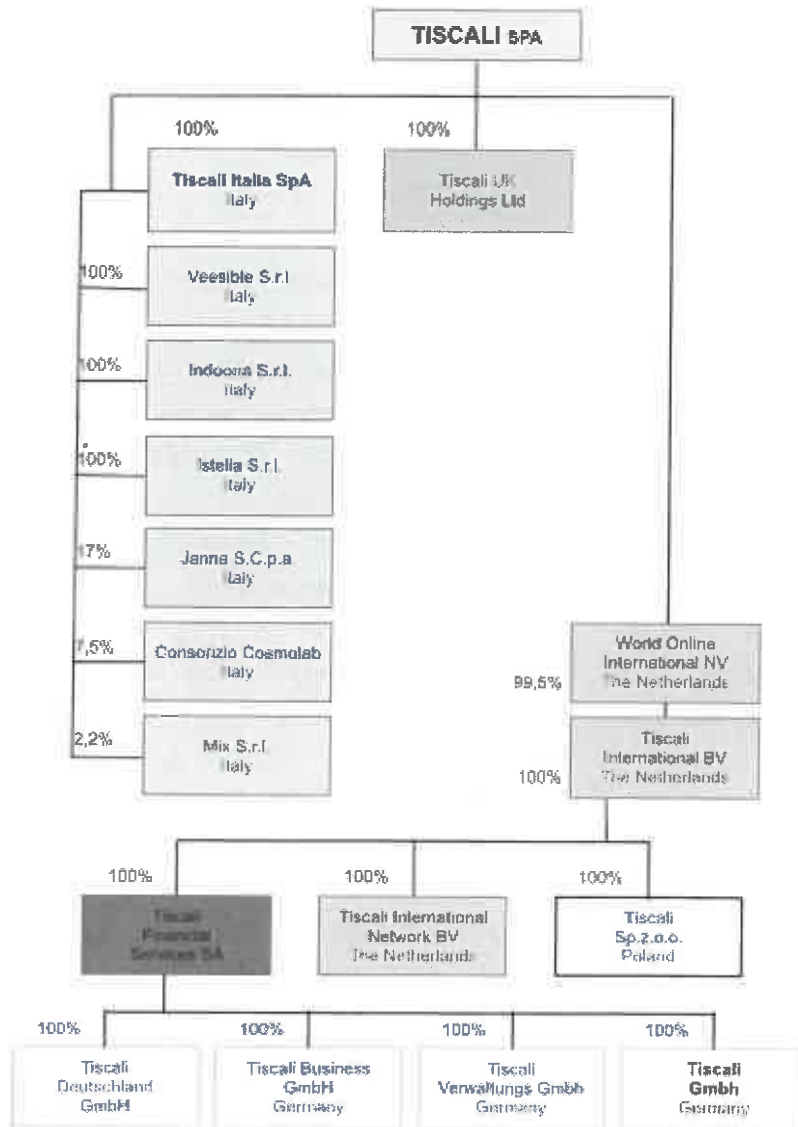 TISCALI SPA
100%
100%
Tiscali Italia SpA
Italy
Tiscali UK
Holdings Ltd
100%
Veesible S.r.l
Italy
100%
Indoona S.r.l.
Italy
100%
Istella S.r.l.
Italy
17%
Janna S.C.p.a
Italy
7,5%
Consorizio Cosmolab
Italy
2,2%
Mix S.r.l.
Italy
99,5%
World Online
International NV
The Netherlands
100%
Tiscali
International BV
The Netherlands
100%
100%
100%
Tiscali
Financial
Services SA
Tiscali International
Network BV
The Netherlands
Tiscali
Sp.z.o.o.
Poland
100%
100%
100%
100%
Tiscali
Deutschland
GmbH
Tiscali Business
GmbH
Germany
Tiscali
Verwaltungs Gmbh
Germany
Tiscali
Gmbh
Germany